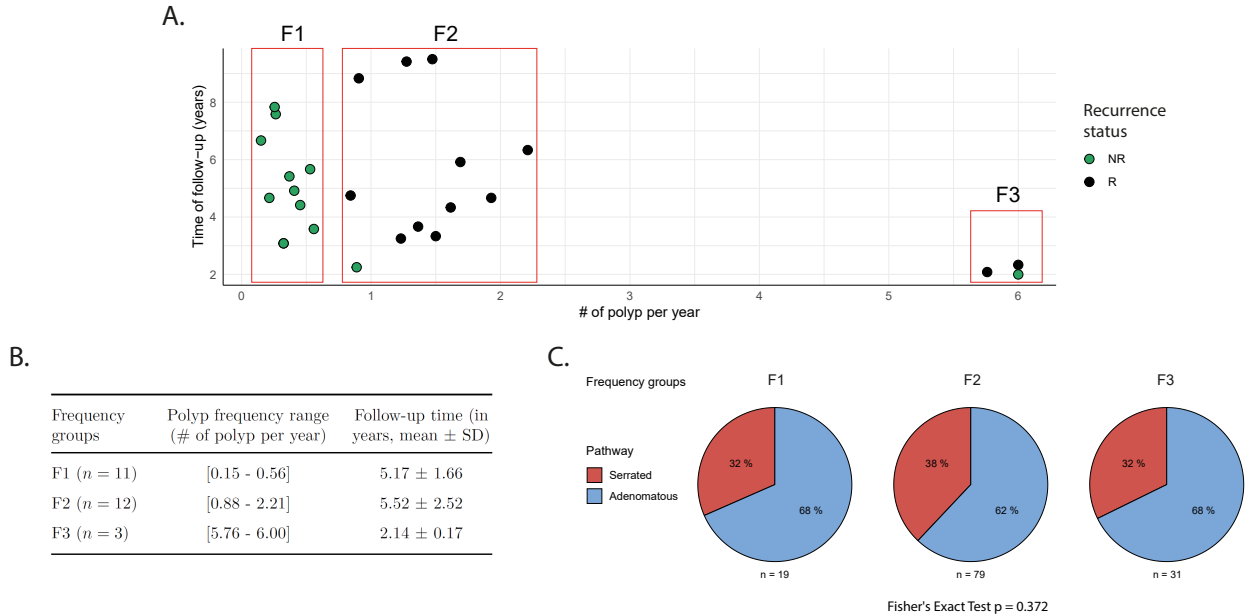 A.
F1
F2
F3
Time of follow−up (years)
8
6
4
2
0
1
2
3
4
5
6
# of polyp per year
Recurrence
status
NR
R
B.
Frequency groups
Polyp frequency range (# of polyp per year)
Follow-up time (in years, mean ± SD)
F1 (n = 11) [0.15 - 0.56] 5.17 ± 1.66
F2 (n = 12) [0.88 - 2.21] 5.52 ± 2.52
F3 (n = 3) [5.76 - 6.00] 2.14 ± 0.17
C.
Frequency groups
F1
F2
F3
Pathway
Serrated
Adenomatous
32 %
68 %
n = 19
38 %
62 %
n = 79
32 %
68 %
n = 31
Fisher's Exact Test p = 0.372